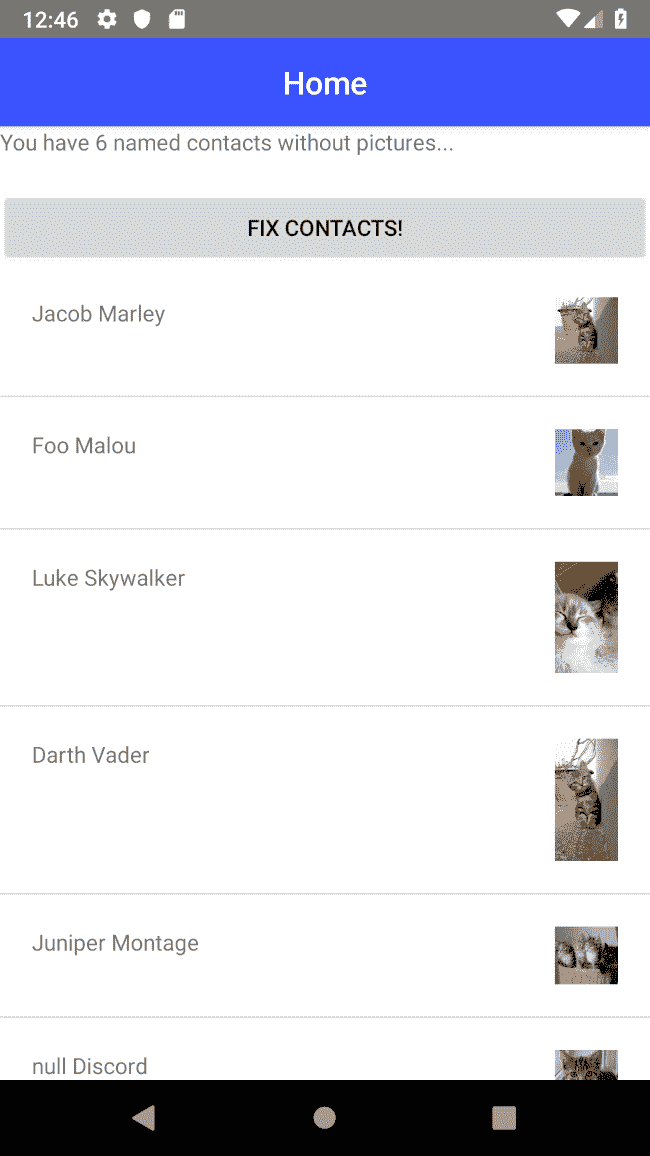 12:46
Home
You have 6 named contacts without pictures...
FIX CONTACTS!
Jacob Marley
Foo Malou
Luke Skywalker
Darth Vader
Juniper Montage
null Discord